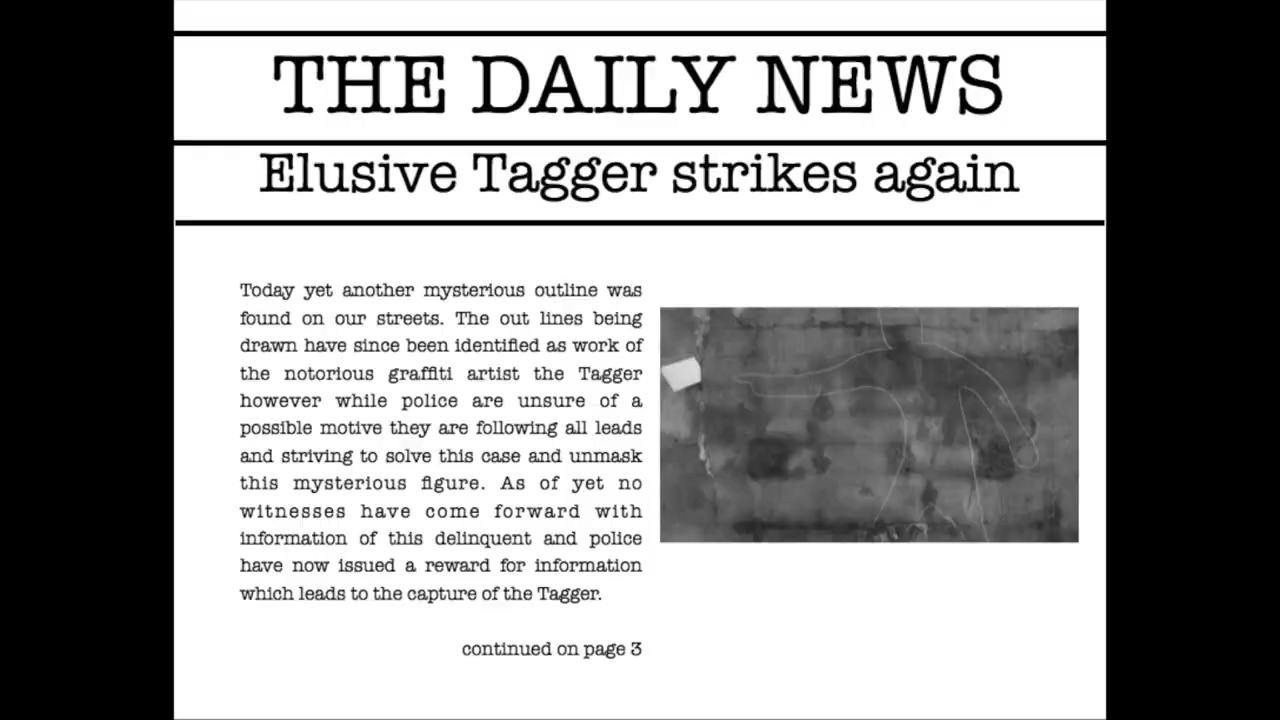 THE DAILY NEWS
Elusive Tagger strikes again
Today yet another mysterious outline was
found on our streets. The out lines being
drawn have since been identified as work of
the notorious graffiti artist the Tagger
however while police are unsure of a
possible motive they are following all leads
and striving to solve this case and unmask
this mysterious figure. As of yet no
witnesses have come forward with
information of this delinquent and police
have now issued a reward for information
which leads to the capture of the Tagger.
continued on page 3